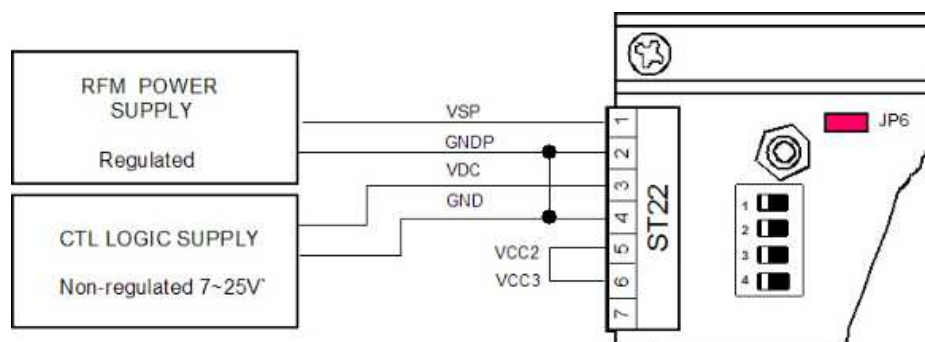 RFM POWER
SUPPLY
Regulated
CTL LOGIC SUPPLY
Non-regulated 7~25V'
VSP
GNDP
VDC
GND
VCC2
VCC3
1
2
3
4
5
6
7
ST22
JP6
1
2
3
4